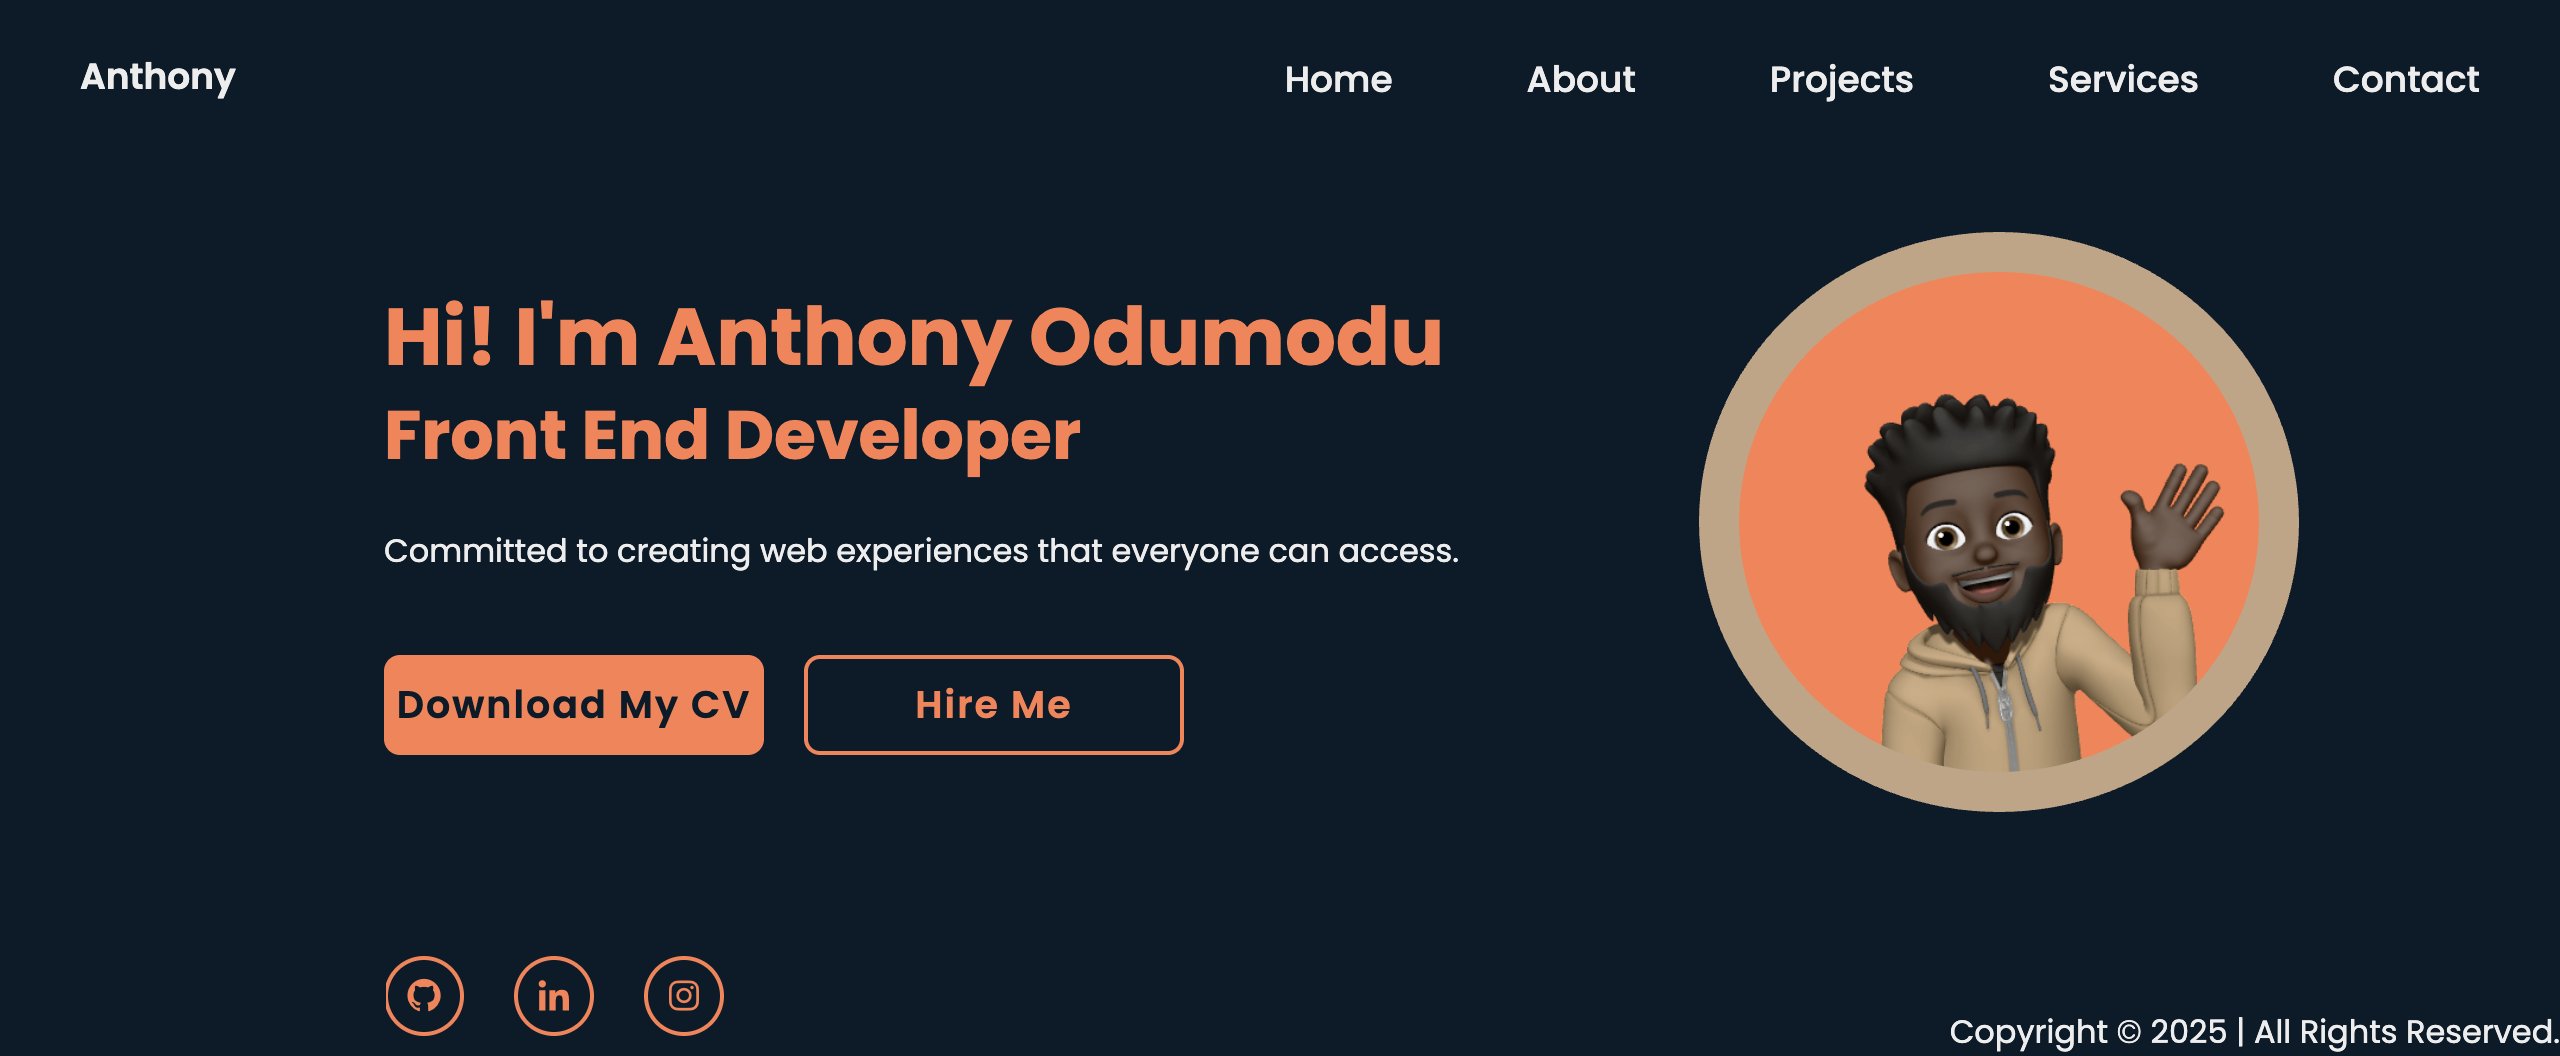 Anthony
Home About Projects Services Contact
Hi! I'm Anthony Odumodu
Front End Developer
Committed to creating web experiences that everyone can access.
Download My CV
Hire Me
in
Copyright © 2025 | All Rights Reserved.